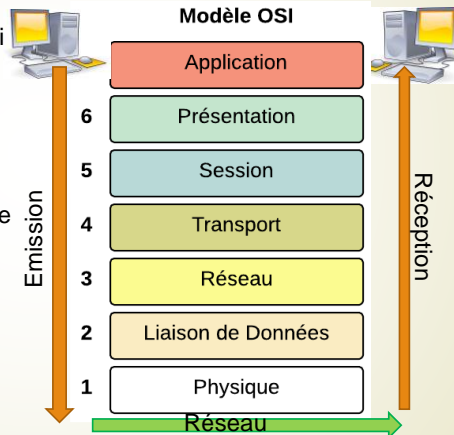 Modèle OSI
i
Application
6 Présentation
5 Session
e
4 Transport
Emission
Réception
3 Réseau
2 Liaison de Données
1 Physique
Réseau